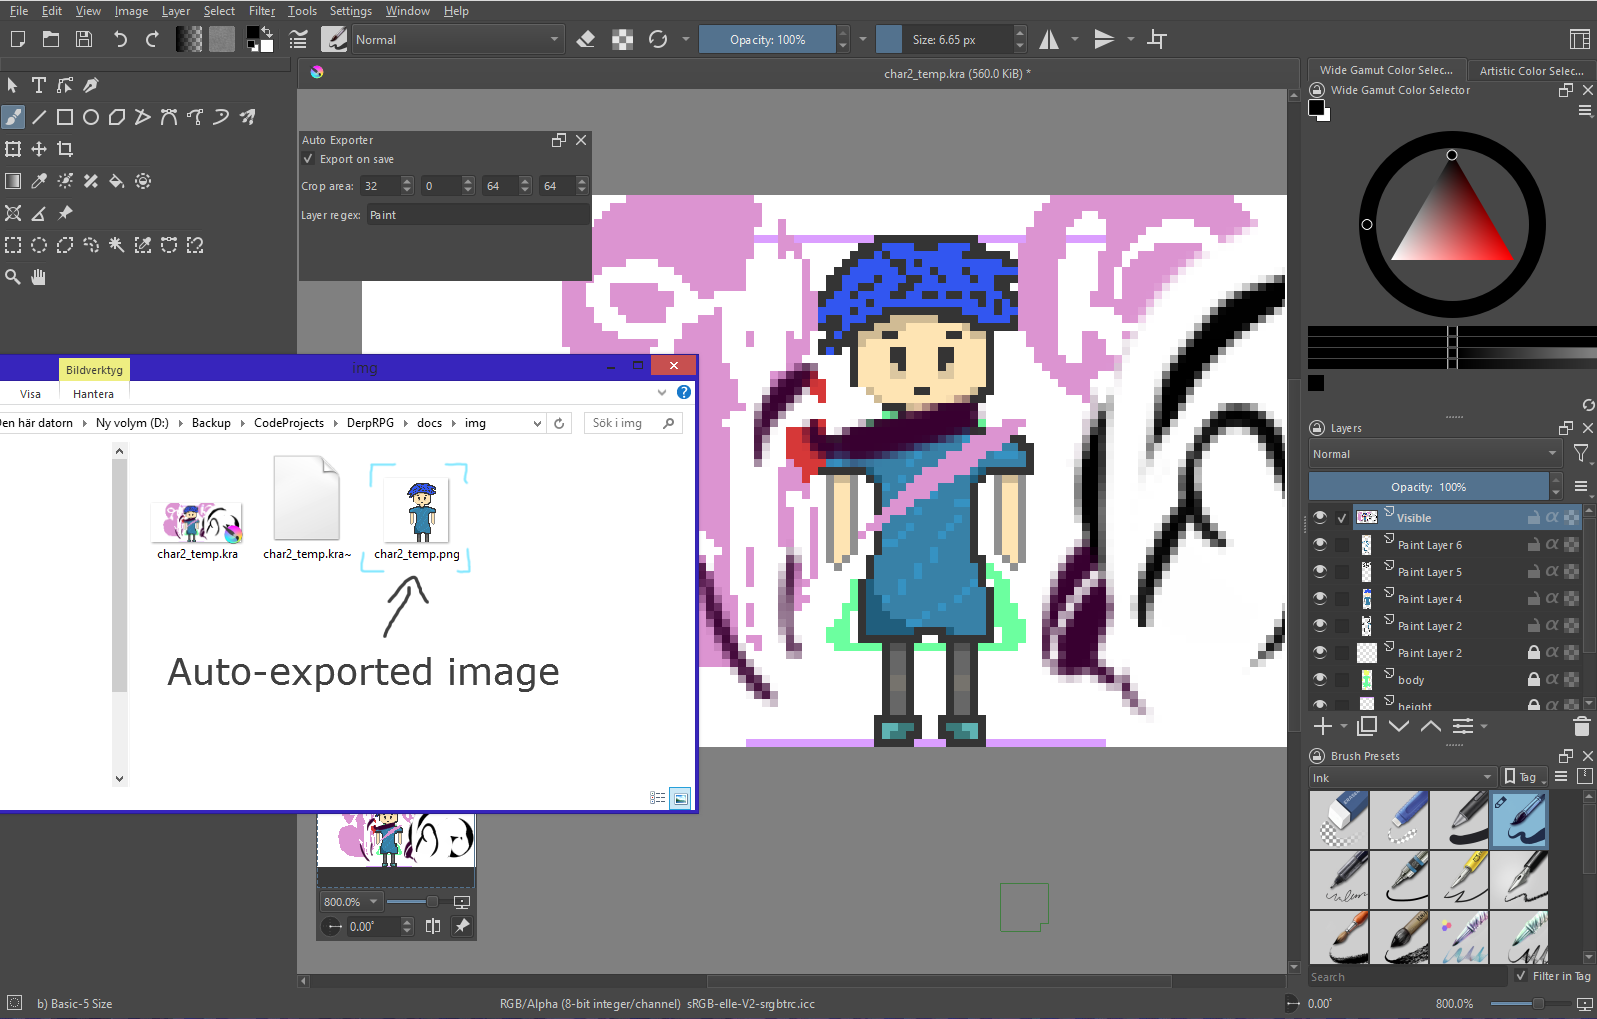 File Edit View Image Layer Select Filter Tools Settings Window Help
Normal Opacity: 100% Size: 6.65 px
char2_temp.kra (560.0 KiB) *
Wide Gamut Color Selec... Artistic Color Selec...
Wide Gamut Color Selector
Auto Exporter
Export on save
Crop area: 32 0 64 64
Layer regex: Paint
img
Bildverktyg
Visa Hantera
Den här datorn Ny volym (D:) Backup CodeProjects DerpRPG docs img Sök i img
char2_temp.kra char2_temp.kra~ char2_temp.png
Auto-exported image
Layers
Normal
Opacity: 100%
Visible
Paint Layer 6
Paint Layer 5
Paint Layer 4
Paint Layer 2
Paint Layer 2
body
height
Brush Presets
Ink Tag
Search Filter in Tag
800.0%
0.00°
b) Basic-5 Size RGB/Alpha (8-bit integer/channel) sRGB-elle-V2-srgbtrc.icc 0.00° 800.0%